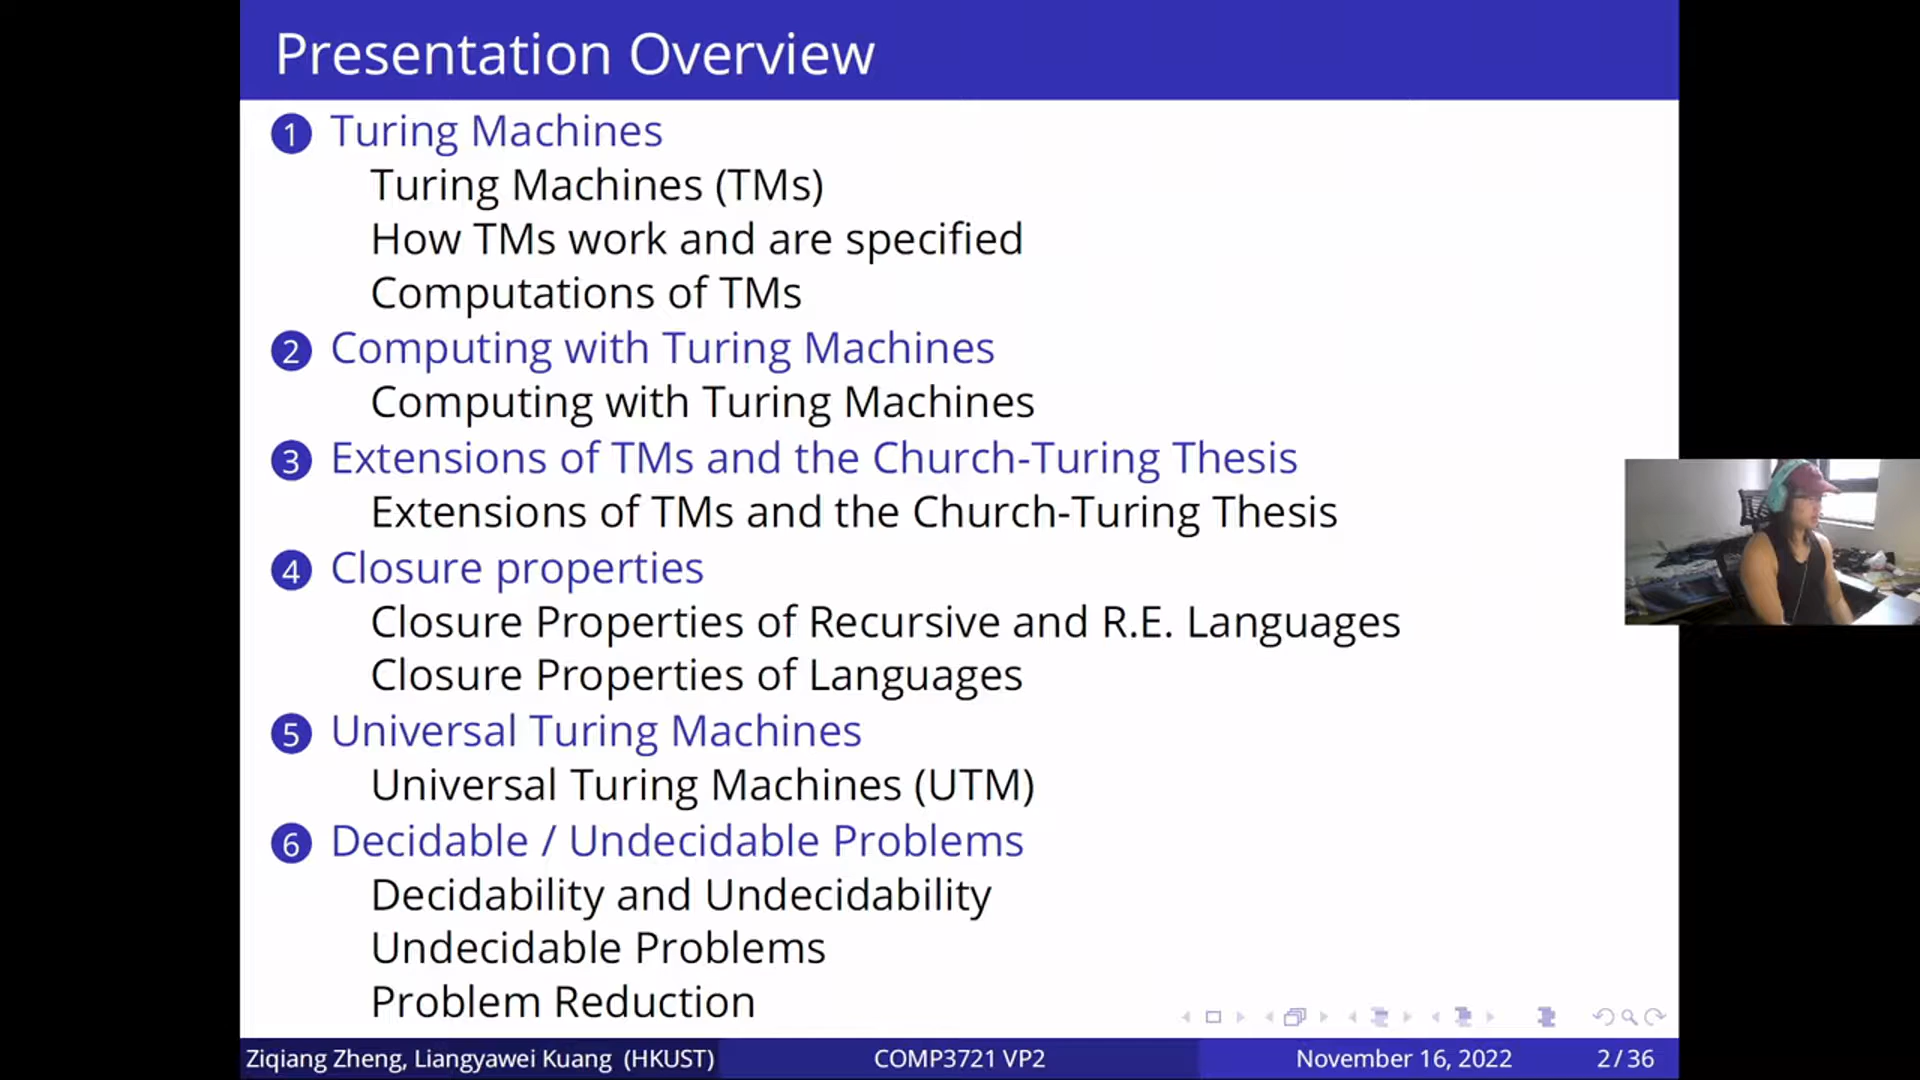 Presentation Overview
1 Turing Machines
Turing Machines (TMs)
How TMs work and are specified
Computations of TMs
2 Computing with Turing Machines
Computing with Turing Machines
3 Extensions of TMs and the Church-Turing Thesis
Extensions of TMs and the Church-Turing Thesis
4 Closure properties
Closure Properties of Recursive and R.E. Languages
Closure Properties of Languages
5 Universal Turing Machines
Universal Turing Machines (UTM)
6 Decidable / Undecidable Problems
Decidability and Undecidability
Undecidable Problems
Problem Reduction
Ziqiang Zheng, Liangyawei Kuang (HKUST) COMP3721 VP2 November 16, 2022 2 / 36